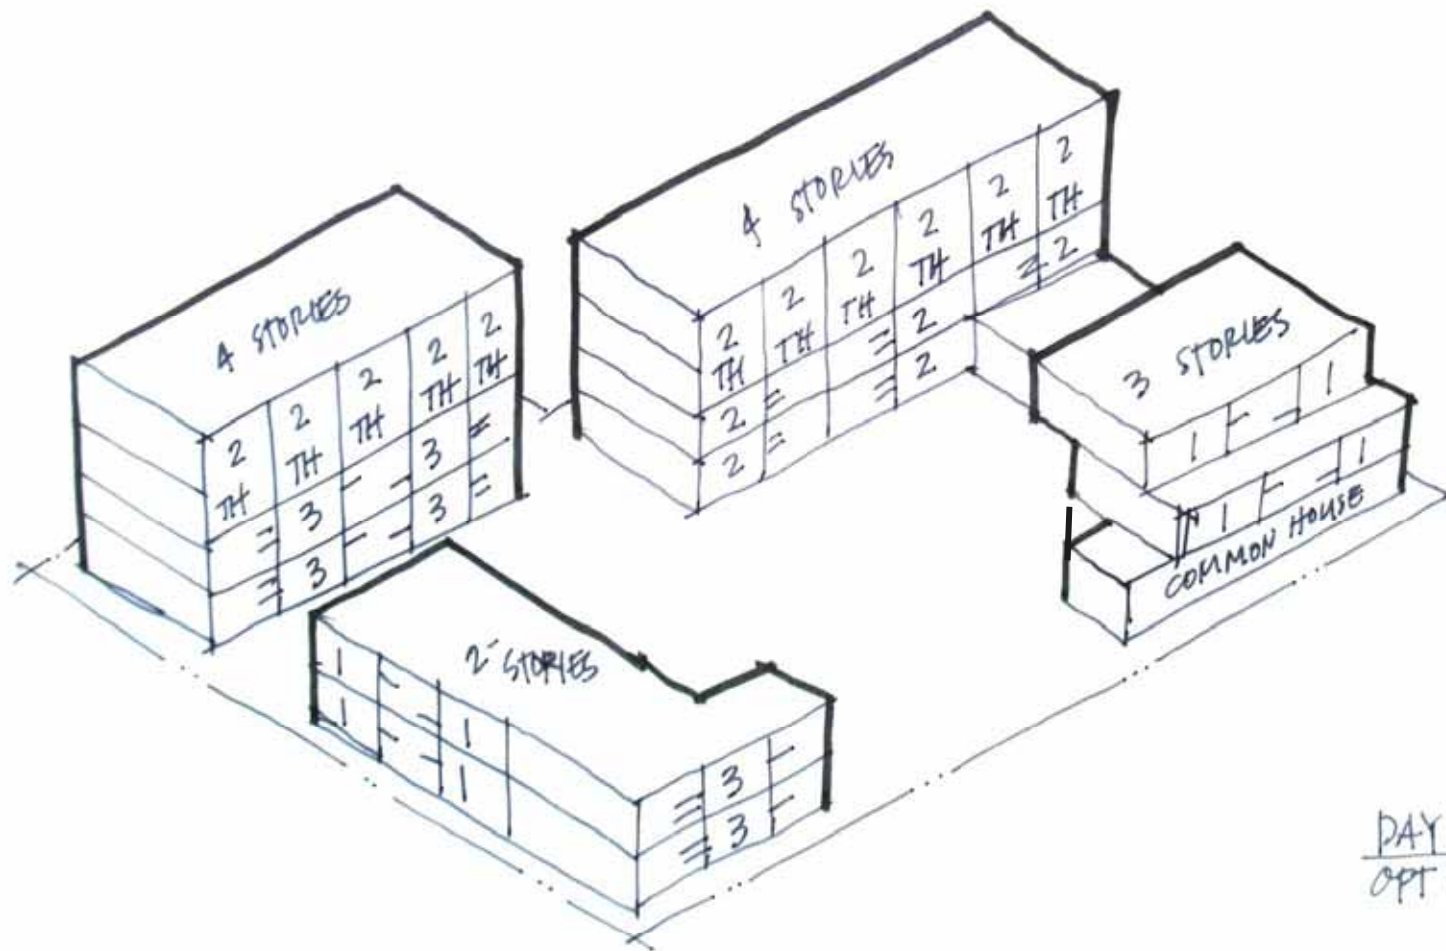 4 STORIES
2 2 2 2 2 2
TH TH TH TH TH TH
2 2 2
2 2
4 STORIES
2 2 2 2 2
TH TH TH TH TH
3 3
3 3
3 STORIES
1 1
1 1
COMMON HOUSE
2 STORIES
1 1
1 1
3
3
DAY
OPT